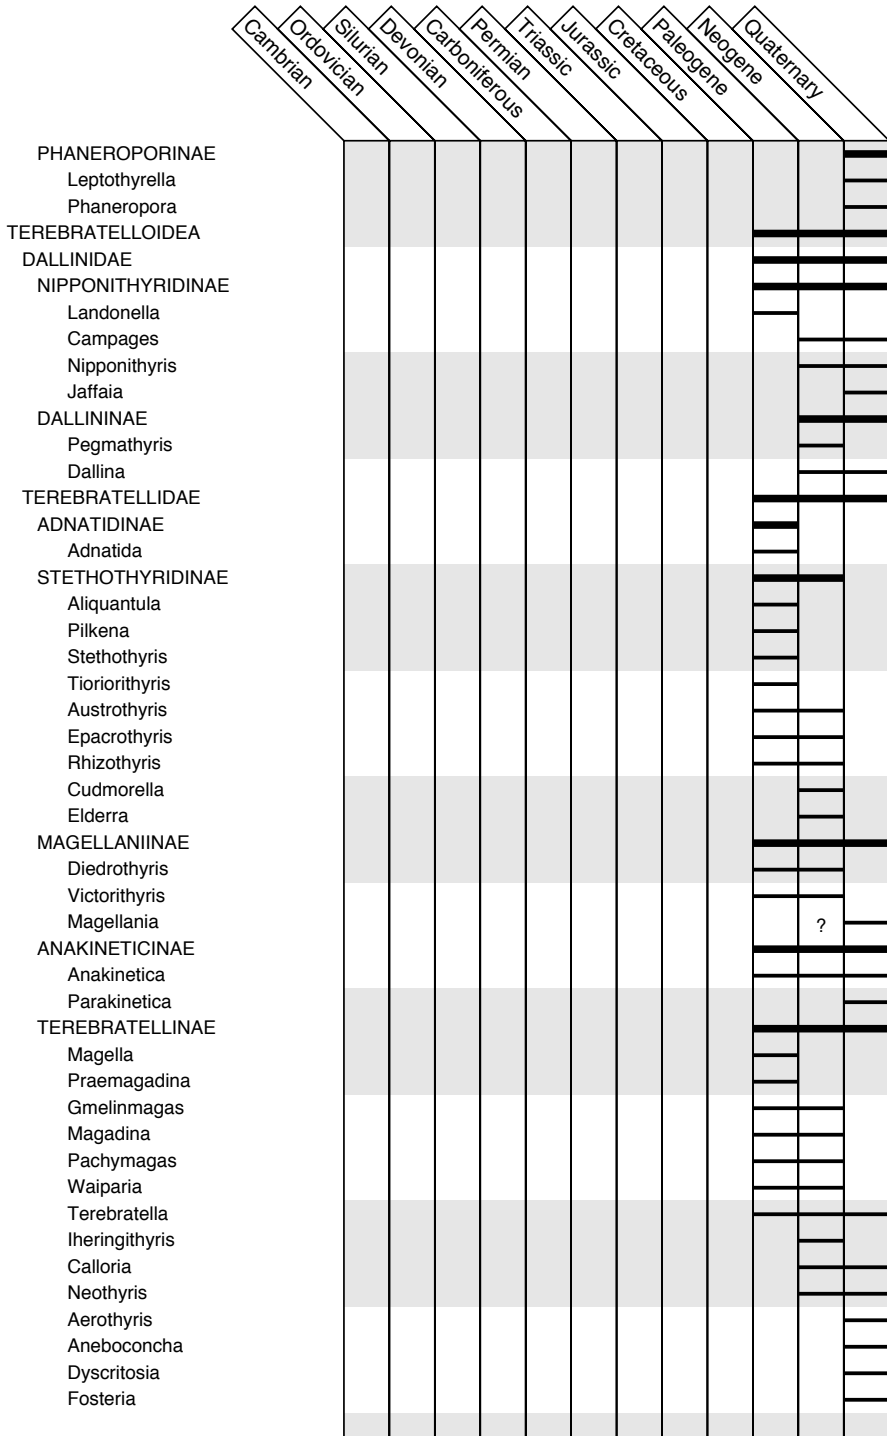 Cambrian
Ordovician
Silurian
Devonian
Carboniferous
Permian
Triassic
Jurassic
Cretaceous
Paleogene
Neogene
Quaternary
PHANEROPORINAE
Leptothyrella
Phaneropora
TEREBRATELLOIDEA
DALLINIDAE
NIPPONITHYRIDINAE
Landonella
Campages
Nipponithyris
Jaffaia
DALLININAE
Pegmathyris
Dallina
TEREBRATELLIDAE
ADNATIDINAE
Adnatida
STETHOTHYRIDINAE
Aliquantula
Pilkena
Stethothyris
Tioriorithyris
Austrothyris
Epacrothyris
Rhizothyris
Cudmorella
Elderra
MAGELLANIINAE
Diedrothyris
Victorithyris
Magellania ?
ANAKINETICINAE
Anakinetica
Parakinetica
TEREBRATELLINAE
Magella
Praemagadina
Gmelinmagas
Magadina
Pachymagas
Waiparia
Terebratella
Iheringithyris
Calloria
Neothyris
Aerothyris
Aneboconcha
Dyscritosia
Fosteria